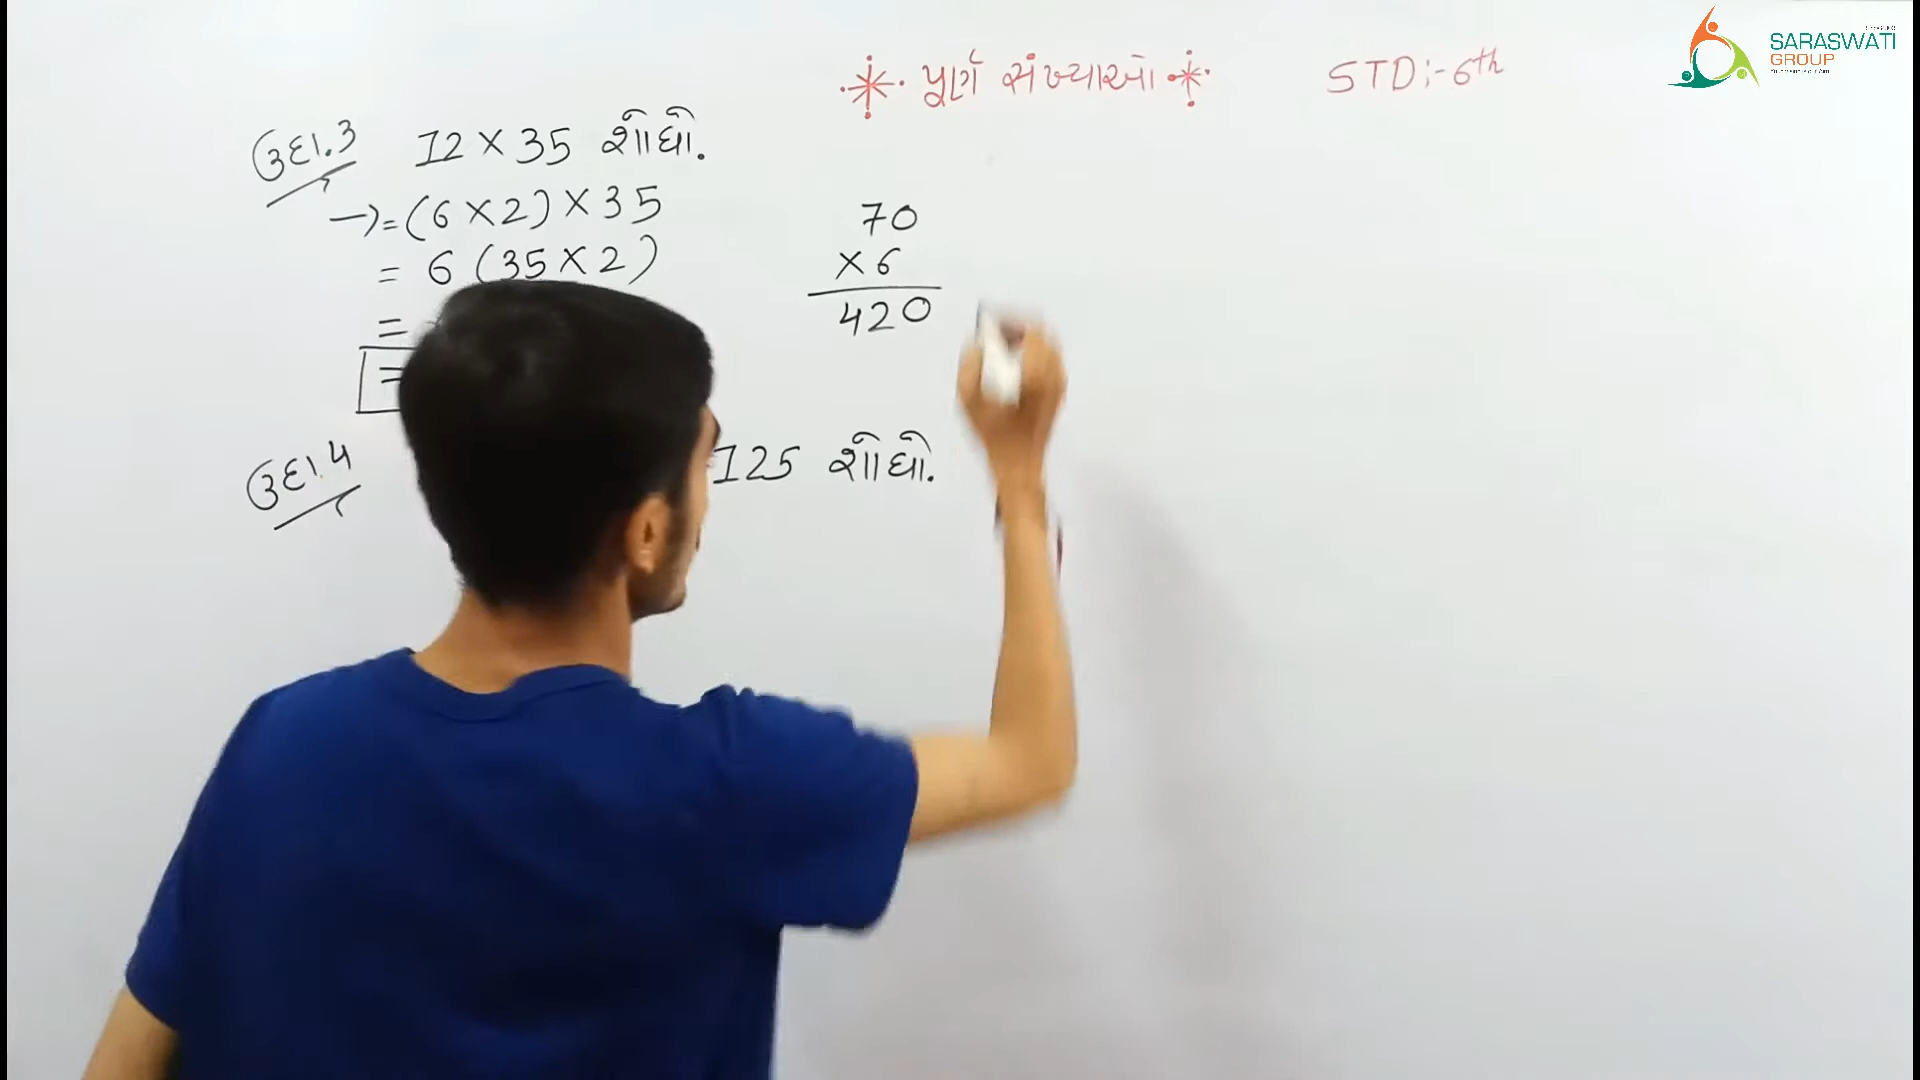 પૂર્ણ સંખ્યાઓ
STD:-6th
SARASWATI
GROUP
ઉદા.3 12 × 35 શોધો.
→ = (6 × 2) × 35
= 6 (35 × 2)
=
=
70
× 6
420
ઉદા.4 125 શોધો.